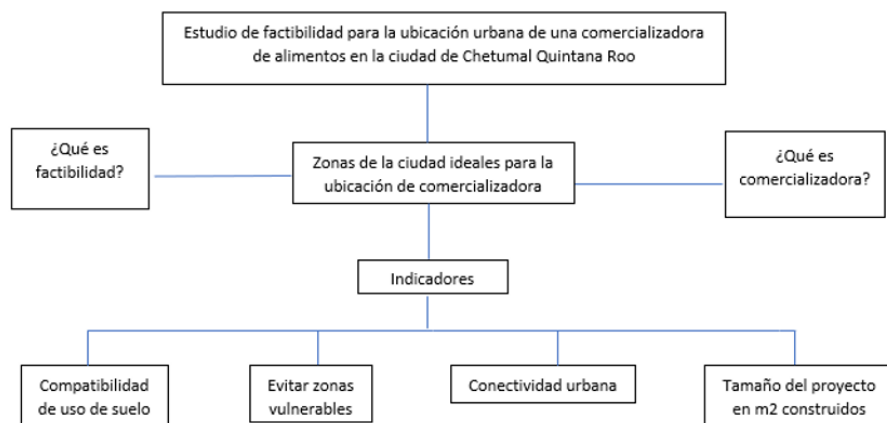 Estudio de factibilidad para la ubicación urbana de una comercializadora
de alimentos en la ciudad de Chetumal Quintana Roo
¿Qué es
factibilidad?
Zonas de la ciudad ideales para la
ubicación de comercializadora
¿Qué es
comercializadora?
Indicadores
Compatibilidad
de uso de suelo
Evitar zonas
vulnerables
Conectividad urbana
Tamaño del proyecto
en m2 construidos